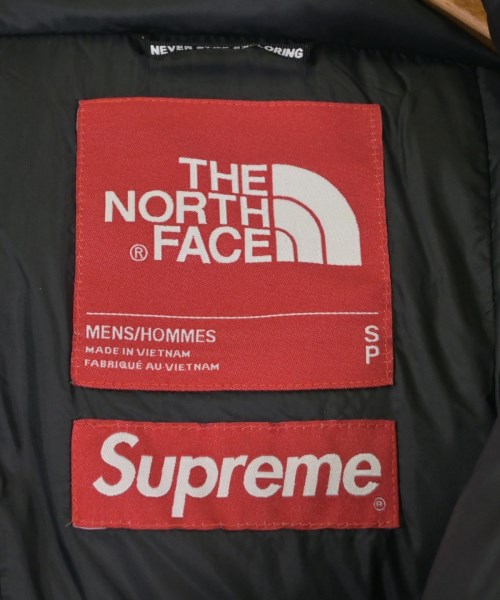 NEVER STOP EXPLORING
THE
NORTH
® FACE
MENS/HOMMES S
MADE IN VIETNAM P
FABRIQUÉ AU VIETNAM
Supreme®